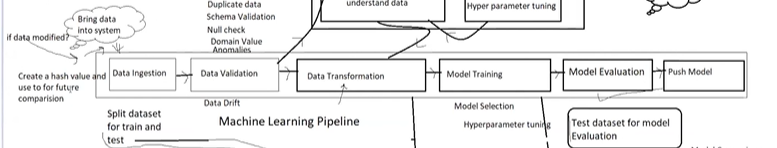 Duplicate data
Schema Validation
Null check
Domain Value
Anomalies
understand data
Hyper parameter tuning
Bring data
into system
if data modified?
Create a hash value and
use to for future
comparision
Data Ingestion
Data Validation
Data Transformation
Model Training
Model Evaluation
Push Model
Data Drift
Split dataset
for train and
test
Machine Learning Pipeline
Model Selection
Hyperparameter tuning
Test dataset for model
Evaluation